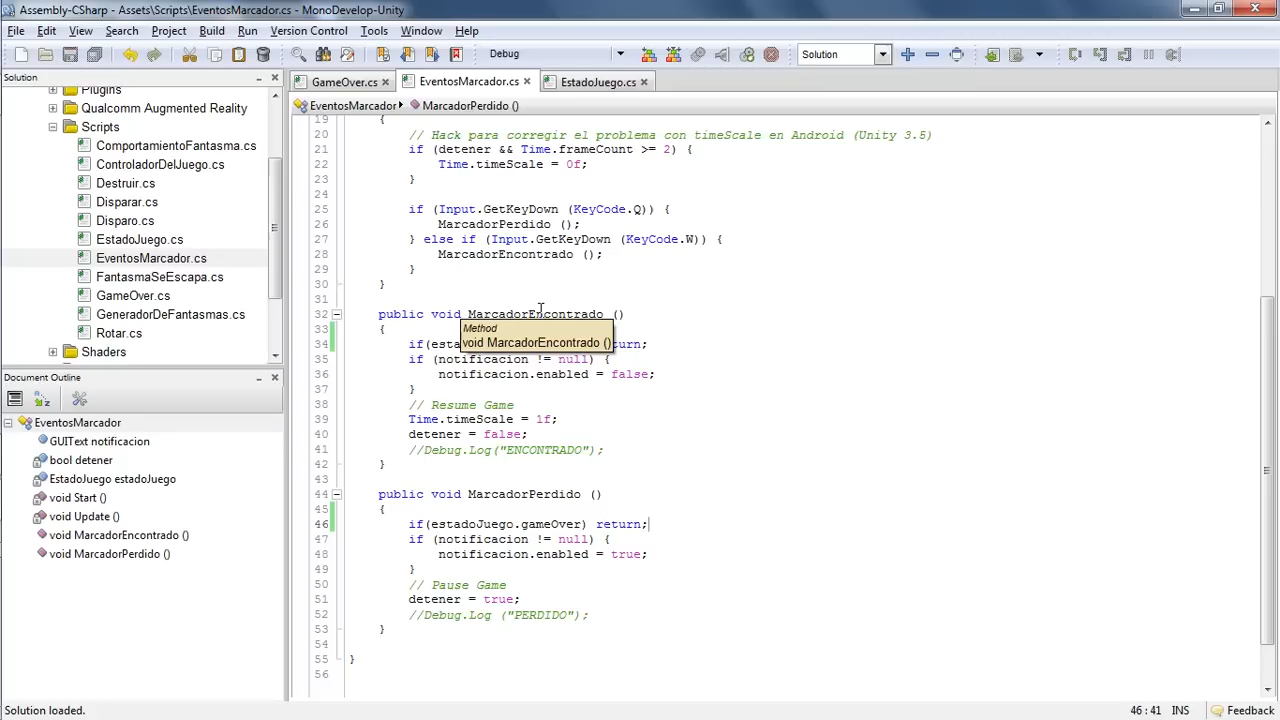 Assembly-CSharp - Assets\Scripts\EventosMarcador.cs - MonoDevelop-Unity
File Edit View Search Project Build Run Version Control Tools Window Help
Debug Solution
Solution
Plugins
Qualcomm Augmented Reality
Scripts
ComportamientoFantasma.cs
ControladorDelJuego.cs
Destruir.cs
Disparar.cs
Disparo.cs
EstadoJuego.cs
EventosMarcador.cs
FantasmaSeEscapa.cs
GameOver.cs
GeneradorDeFantasmas.cs
Rotar.cs
Shaders
Document Outline
EventosMarcador
GUIText notificacion
bool detener
EstadoJuego estadoJuego
void Start ()
void Update ()
void MarcadorEncontrado ()
void MarcadorPerdido ()
GameOver.cs EventosMarcador.cs EstadoJuego.cs
EventosMarcador MarcadorPerdido ()
19 {
20 // Hack para corregir el problema con timeScale en Android (Unity 3.5)
21 if (detener && Time.frameCount >= 2) {
22 Time.timeScale = 0f;
23 }
24
25 if (Input.GetKeyDown (KeyCode.Q)) {
26 MarcadorPerdido ();
27 } else if (Input.GetKeyDown (KeyCode.W)) {
28 MarcadorEncontrado ();
29 }
30 }
31
32 public void MarcadorEncontrado ()
33 {
Method
void MarcadorEncontrado ()
34 if(esta urn;
35 if (notificacion != null) {
36 notificacion.enabled = false;
37 }
38 // Resume Game
39 Time.timeScale = 1f;
40 detener = false;
41 //Debug.Log("ENCONTRADO");
42 }
43
44 public void MarcadorPerdido ()
45 {
46 if(estadoJuego.gameOver) return;
47 if (notificacion != null) {
48 notificacion.enabled = true;
49 }
50 // Pause Game
51 detener = true;
52 //Debug.Log ("PERDIDO");
53 }
54
55 }
56
Solution loaded. 46 : 41 INS Feedback